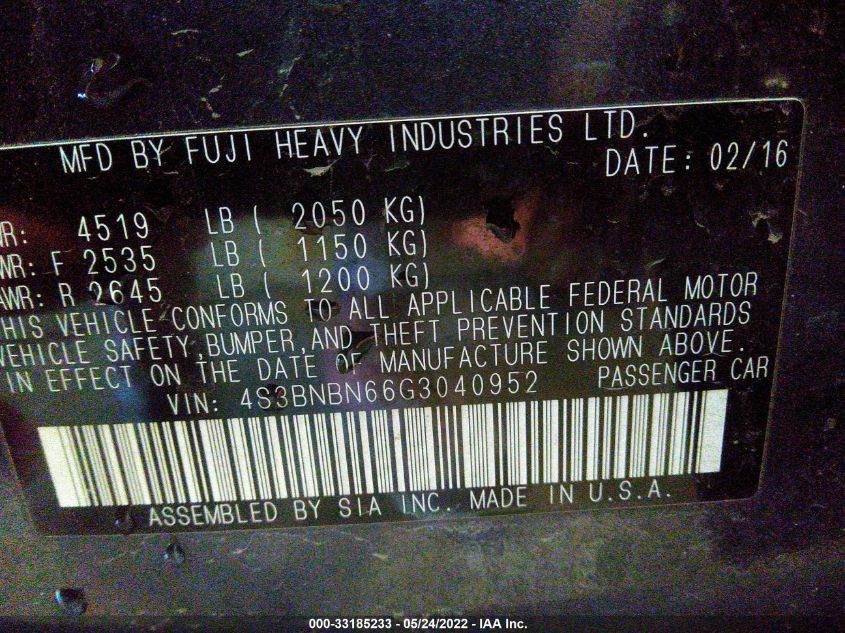 MFD BY FUJI HEAVY INDUSTRIES LTD.
DATE: 02/16
WR: 4519 LB ( 2050 KG)
WR: F 2535 LB ( 1150 KG)
AWR: R 2645 LB ( 1200 KG)
HIS VEHICLE CONFORMS TO ALL APPLICABLE FEDERAL MOTOR
VEHICLE SAFETY, BUMPER, AND THEFT PREVENTION STANDARDS
IN EFFECT ON THE DATE OF MANUFACTURE SHOWN ABOVE.
VIN: 4S3BNBN66G3040952 PASSENGER CAR
ASSEMBLED BY SIA INC. MADE IN U.S.A.
000-33185233 - 05/24/2022 - IAA Inc.